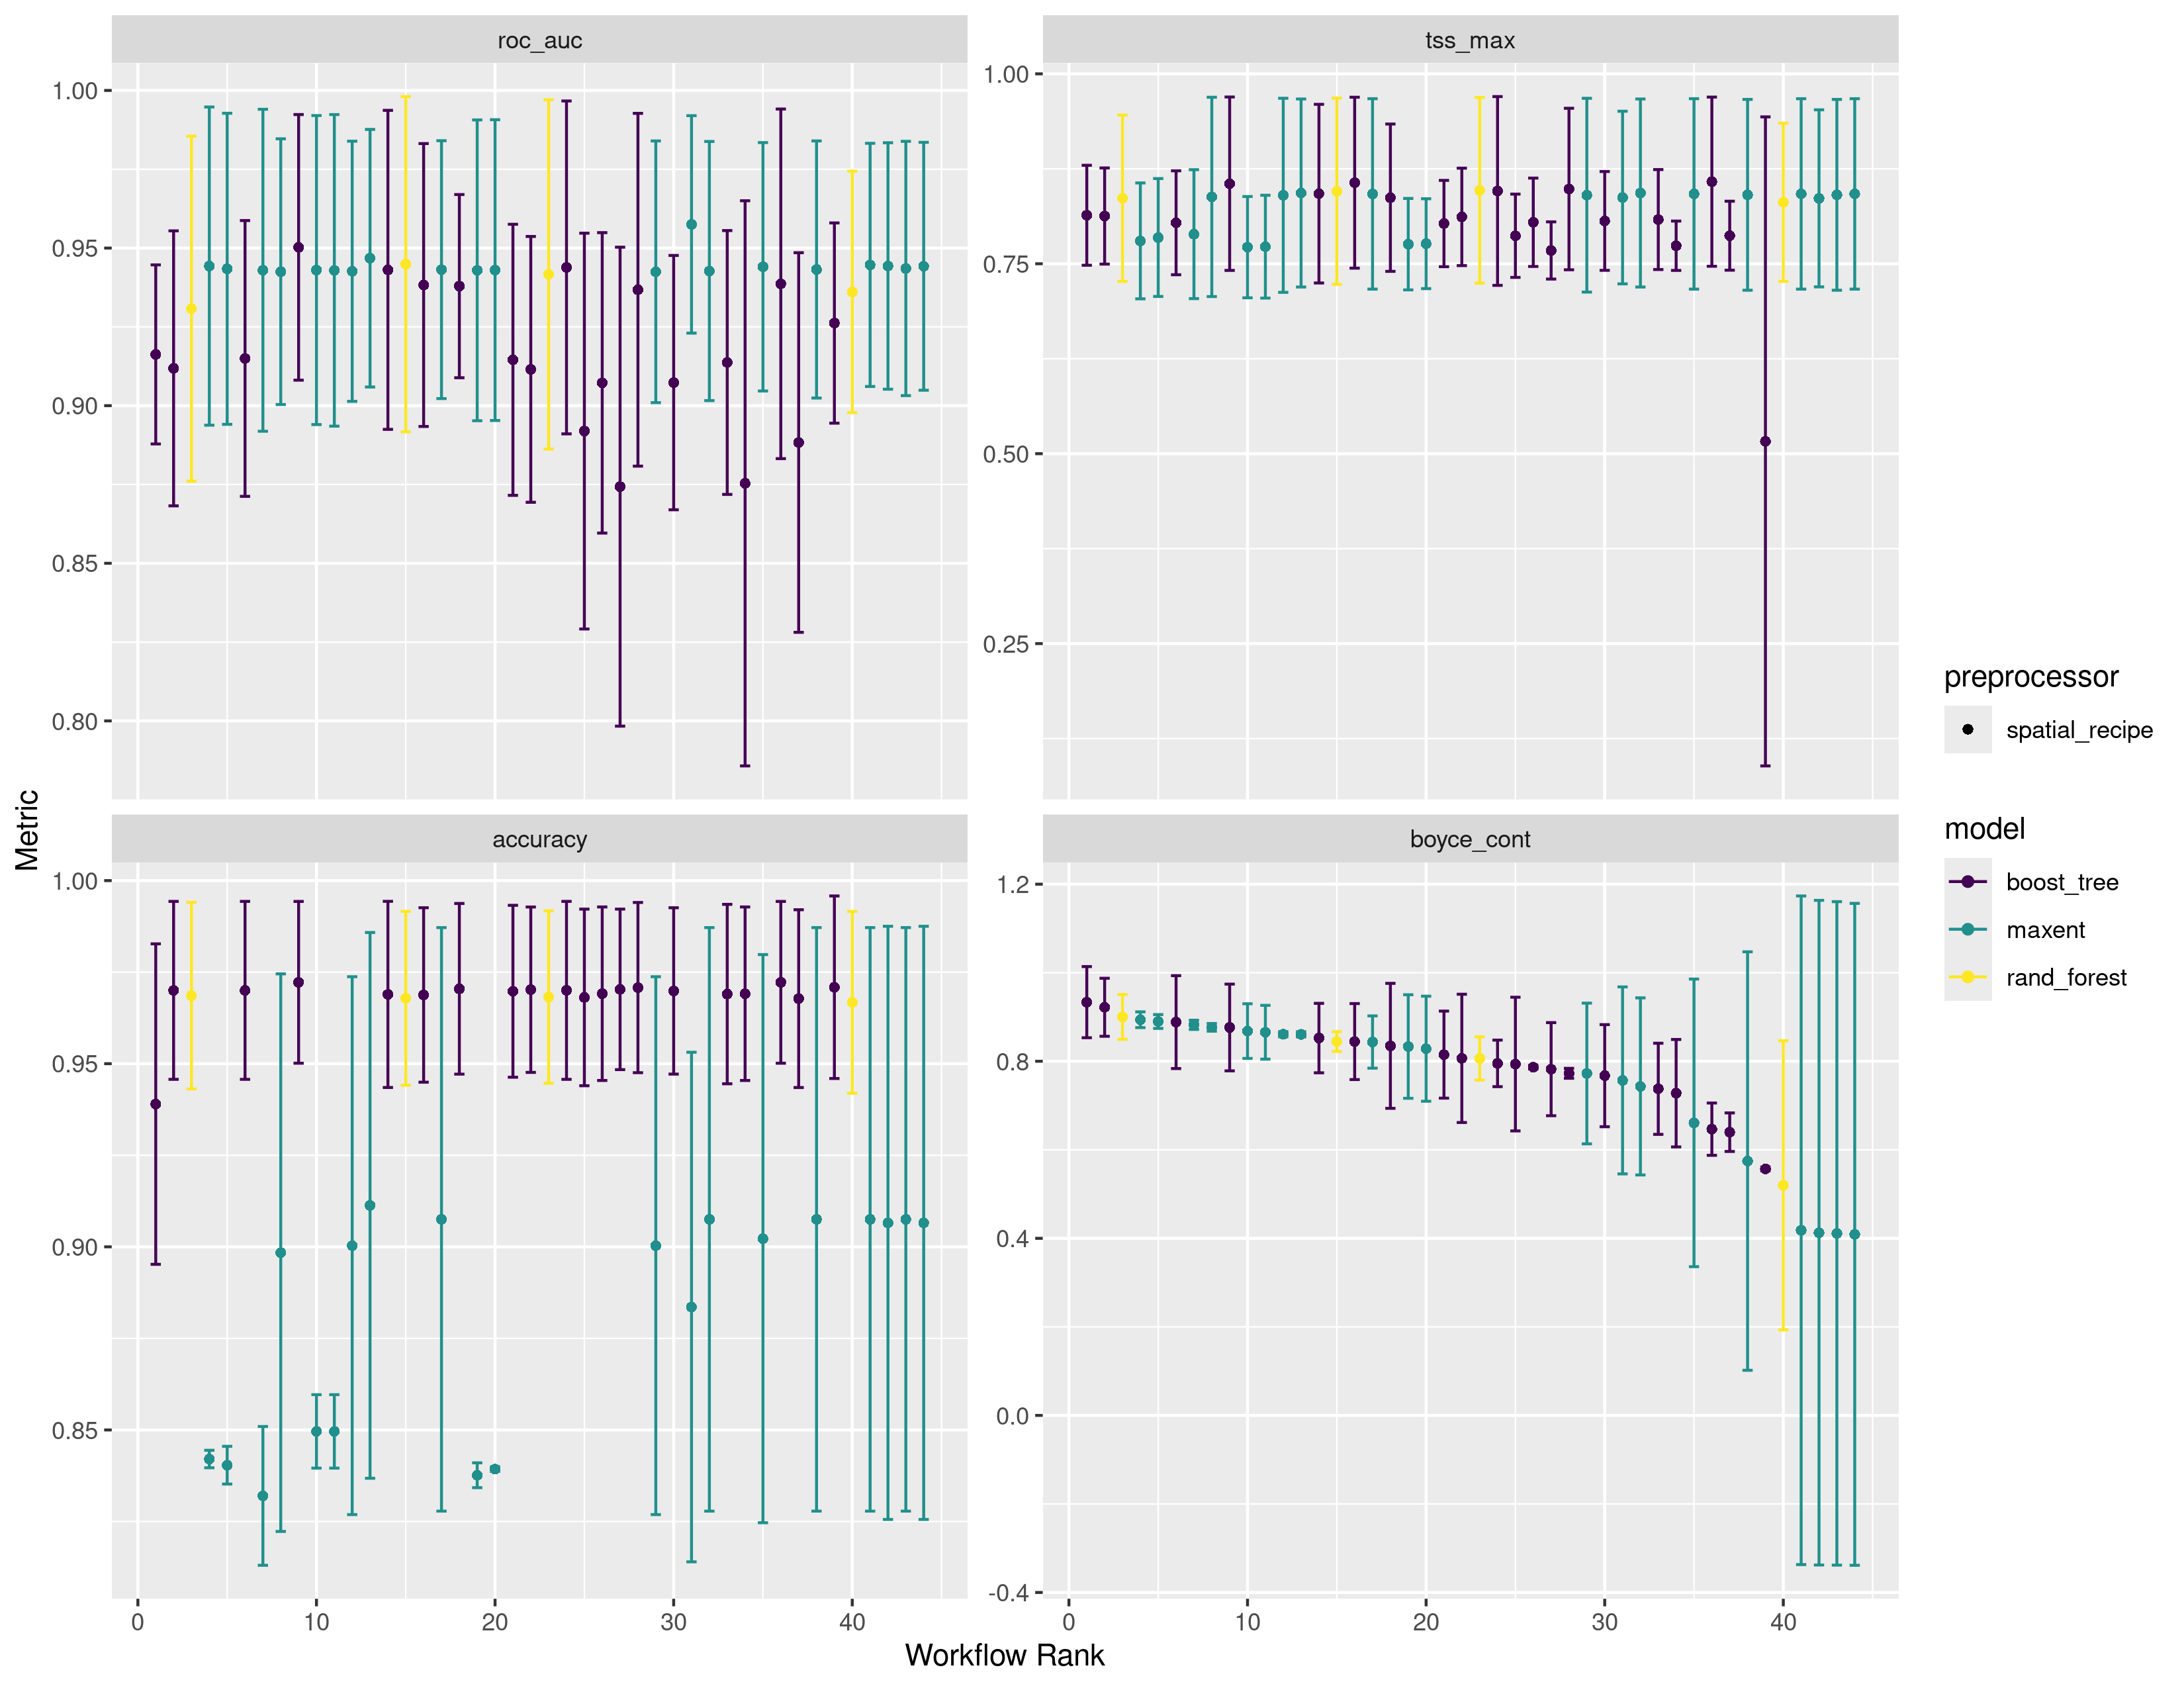 roc_auc
tss_max
1.00
0.95
0.90
0.85
0.80
1.00
0.75
0.50
0.25
Metric
accuracy
boyce_cont
1.00
0.95
0.90
0.85
1.2
0.8
0.4
0.0
-0.4
0 10 20 30 40
0 10 20 30 40
Workflow Rank
preprocessor
spatial_recipe
model
boost_tree
maxent
rand_forest